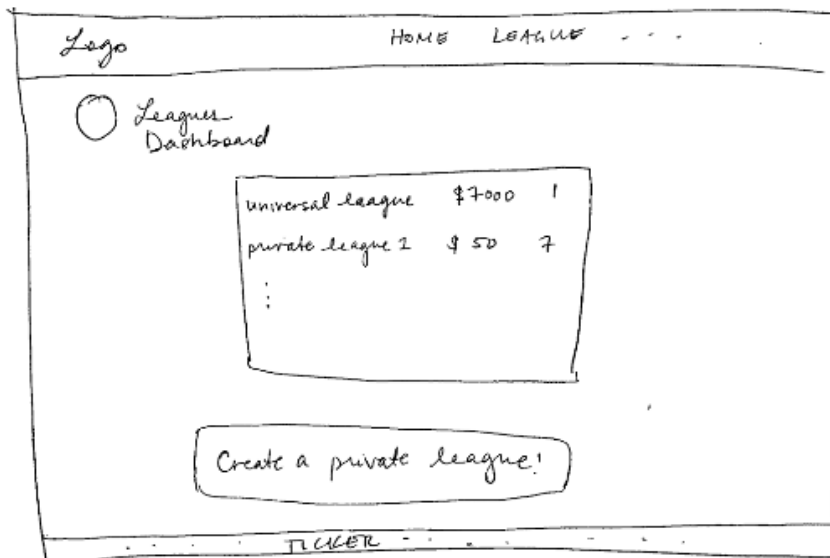 Logo HOME LEAGUE . . .
Leagues
Dashboard
universal league $7000 1
private league 1 $50 7
⋮
Create a private league!
TICKER